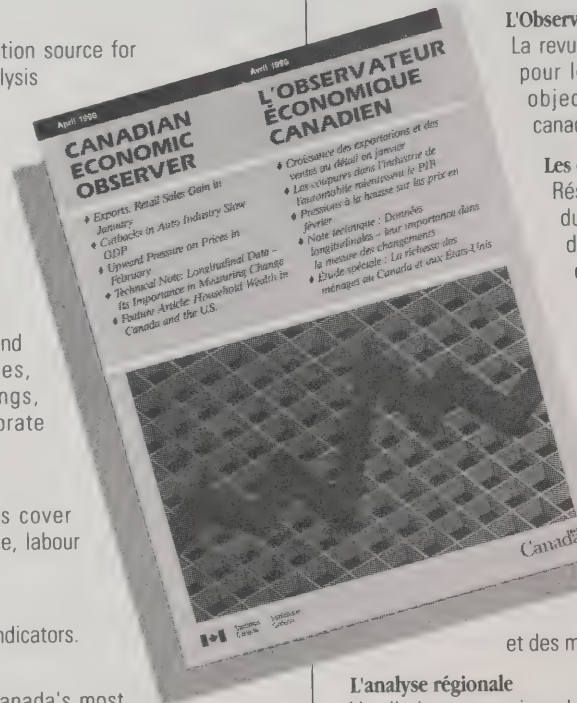 tion source for
lysis
nd
es,
ngs,
orate
s cover
e, labour
ndicators.
anada's most
April 1996
Avril 1996
CANADIAN
ECONOMIC
OBSERVER
♦ Exports, Retail Sales Gain in
January
♦ Cutbacks in Auto Industry Slow
GDP
♦ Upward Pressure on Prices in
February
♦ Technical Note: Longitudinal Data –
Its Importance in Measuring Change
♦ Feature Article: Household Wealth in
Canada and the U.S.
L'OBSERVATEUR
ÉCONOMIQUE
CANADIEN
♦ Croissance des exportations et des
ventes au détail en janvier
♦ Les coupures dans l'industrie de
l'automobile ralentissent le PIB
♦ Pressions à la hausse sur les prix en
février
♦ Note technique : Données
longitudinales – leur importance dans
la mesure des changements
♦ Étude spéciale : La richesse des
ménages au Canada et aux États-Unis
Statistics
Canada
Statistique
Canada
Canada
L'Observ
La revu
pour l
objec
canad
Les
Rés
du
d
et des m
L'analyse régionale